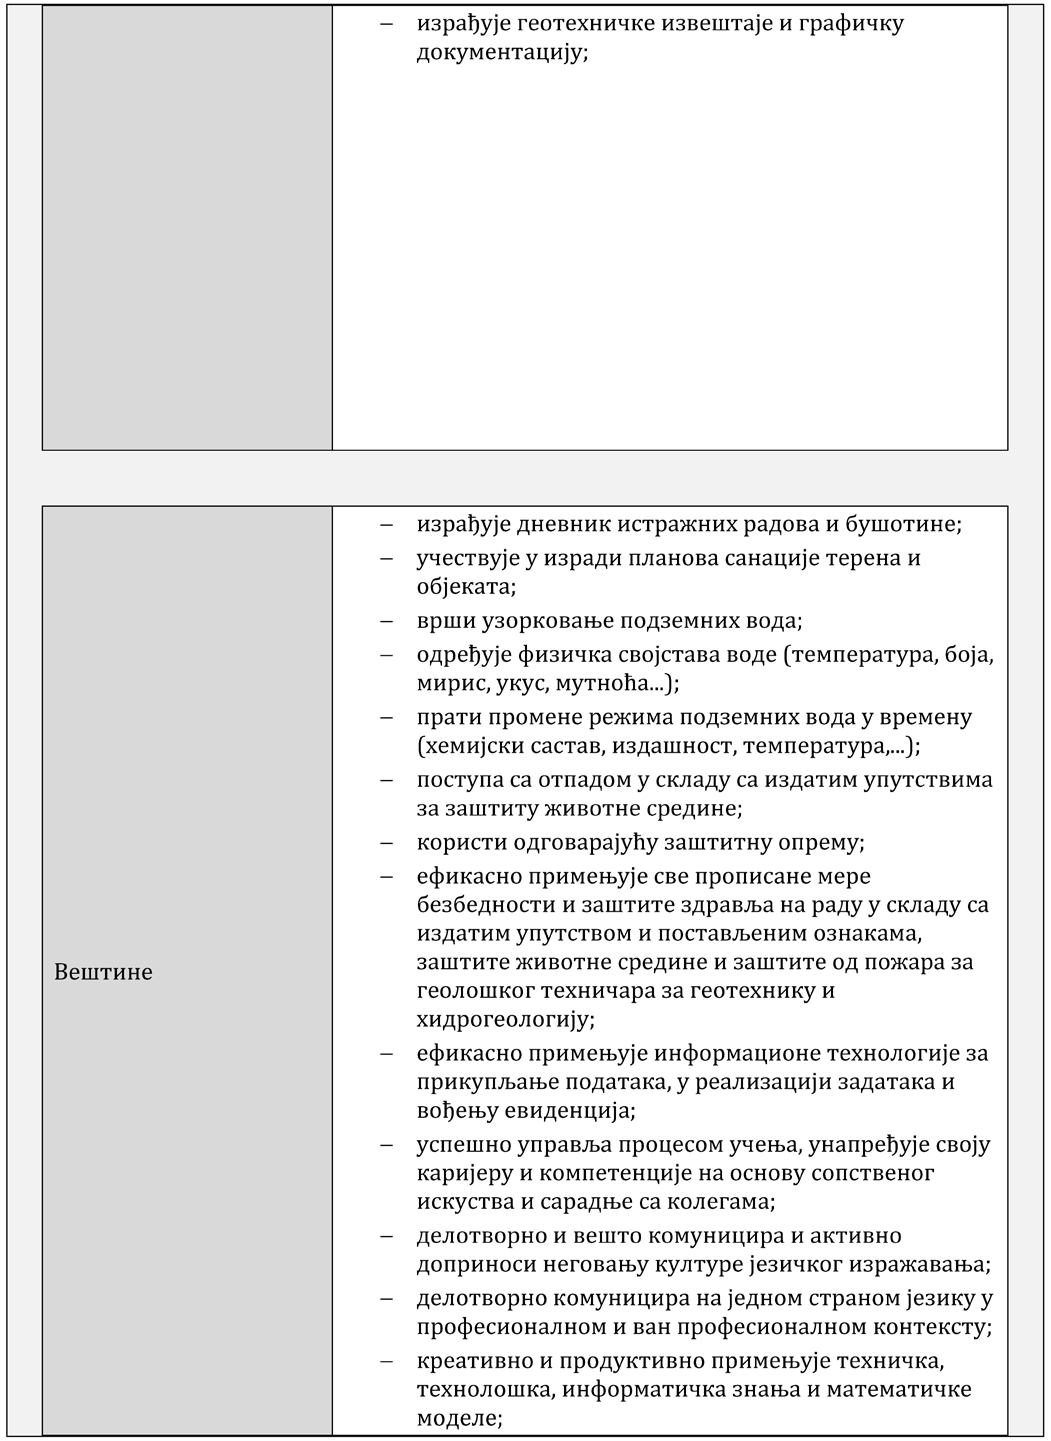 – израђује геотехничке извештаје и графичку
документацију;
Вештине
– израђује дневник истражних радова и бушотине;
– учествује у изради планова санације терена и
објеката;
– врши узорковање подземних вода;
– одређује физичка својстава воде (температура, боја,
мирис, укус, мутноћа...);
– прати промене режима подземних вода у времену
(хемијски састав, издашност, температура,...);
– поступа са отпадом у складу са издатим упутствима
за заштиту животне средине;
– користи одговарајућу заштитну опрему;
– ефикасно примењује све прописане мере
безбедности и заштите здравља на раду у складу са
издатим упутством и постављеним ознакама,
заштите животне средине и заштите од пожара за
геолошког техничара за геотехнику и
хидрогеологију;
– ефикасно примењује информационе технологије за
прикупљање података, у реализацији задатака и
вођењу евиденција;
– успешно управља процесом учења, унапређује своју
каријеру и компетенције на основу сопственог
искуства и сарадње са колегама;
– делотворно и вешто комуницира и активно
доприноси неговању културе језичког изражавања;
– делотворно комуницира на једном страном језику у
професионалном и ван професионалном контексту;
– креативно и продуктивно примењује техничка,
технолошка, информатичка знања и математичке
моделе;